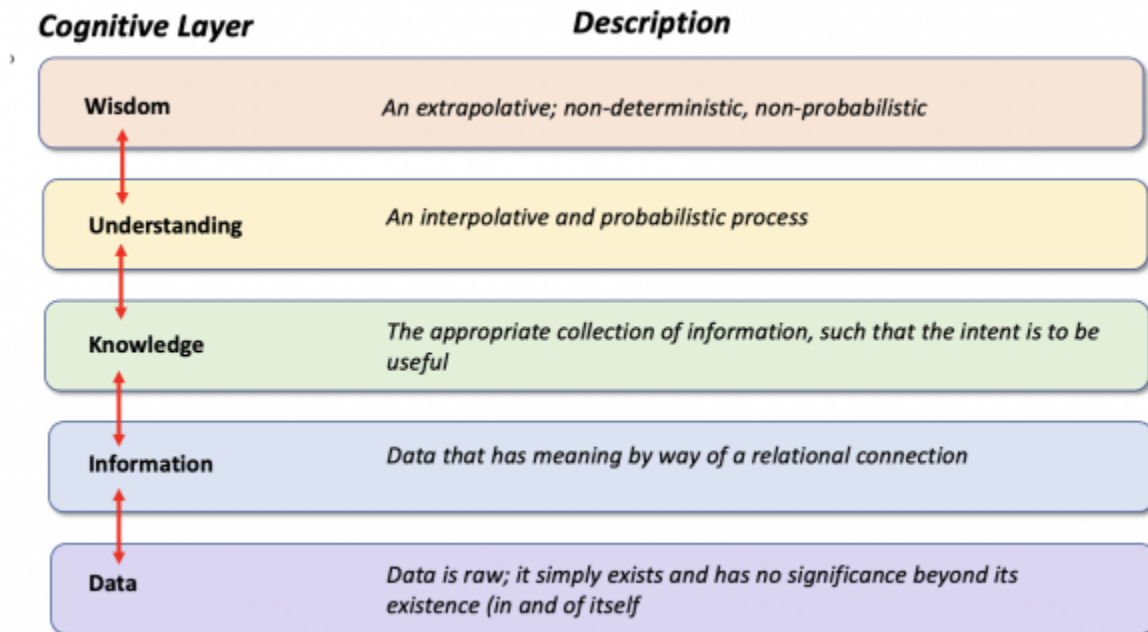 Cognitive Layer Description
Wisdom An extrapolative; non-deterministic, non-probabilistic
Understanding An interpolative and probabilistic process
Knowledge The appropriate collection of information, such that the intent is to be
useful
Information Data that has meaning by way of a relational connection
Data Data is raw; it simply exists and has no significance beyond its
existence (in and of itself